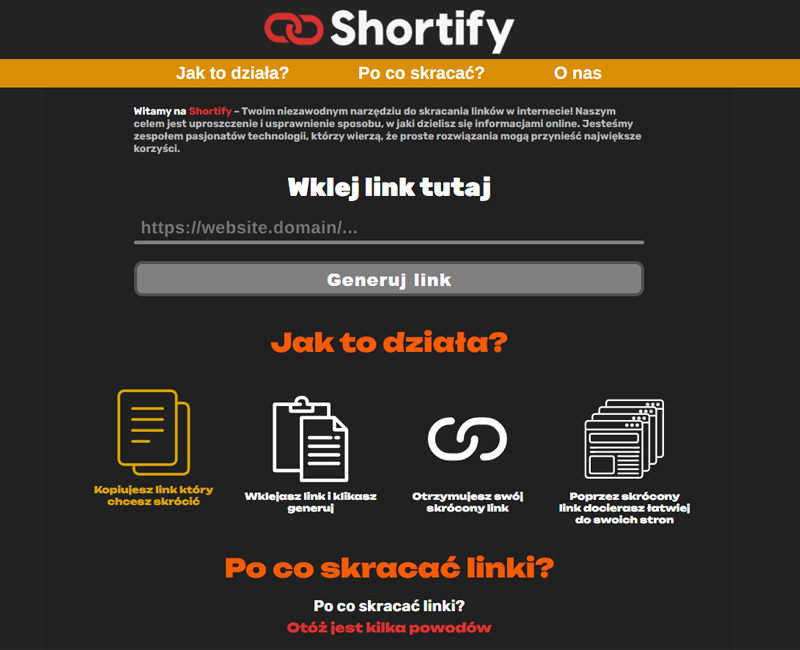 Shortify
Jak to działa? Po co skracać? O nas
Witamy na Shortify – Twoim niezawodnym narzędziu do skracania linków w internecie! Naszym
celem jest uproszczenie i usprawnienie sposobu, w jaki dzielisz się informacjami online. Jesteśmy
zespołem pasjonatów technologii, którzy wierzą, że proste rozwiązania mogą przynieść największe
korzyści.
Wklej link tutaj
https://website.domain/...
Generuj link
Jak to działa?
Kopiujesz link który
chcesz skrócić
Wklejasz link i klikasz
generuj
Otrzymujesz swój
skrócony link
Poprzez skrócony
link docierasz łatwiej
do swoich stron
Po co skracać linki?
Po co skracać linki?
Otóż jest kilka powodów